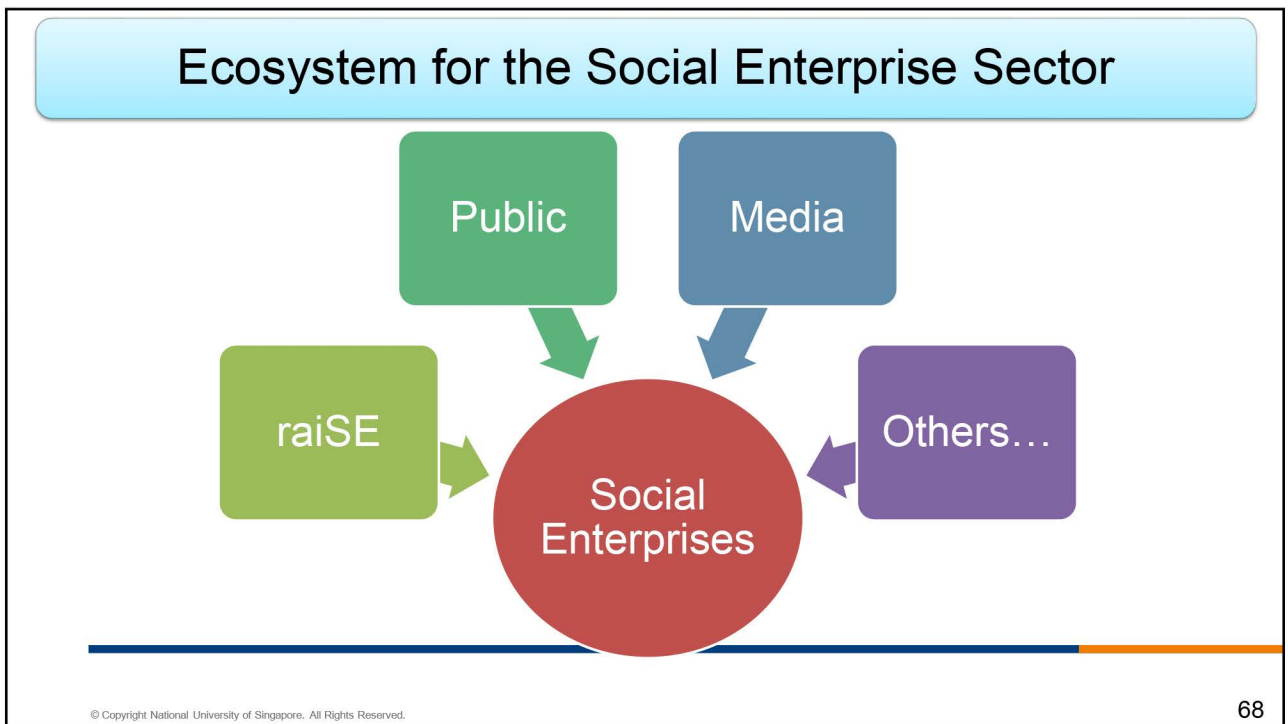 Ecosystem for the Social Enterprise Sector
Public
Media
raiSE
Others…
Social
Enterprises
© Copyright National University of Singapore. All Rights Reserved.
68